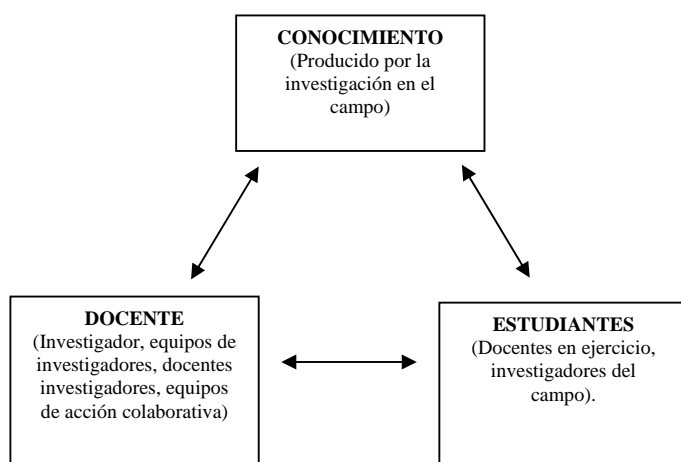 CONOCIMIENTO
(Producido por la
investigación en el
campo)
DOCENTE
(Investigador, equipos de
investigadores, docentes
investigadores, equipos
de acción colaborativa)
ESTUDIANTES
(Docentes en ejercicio,
investigadores del
campo).